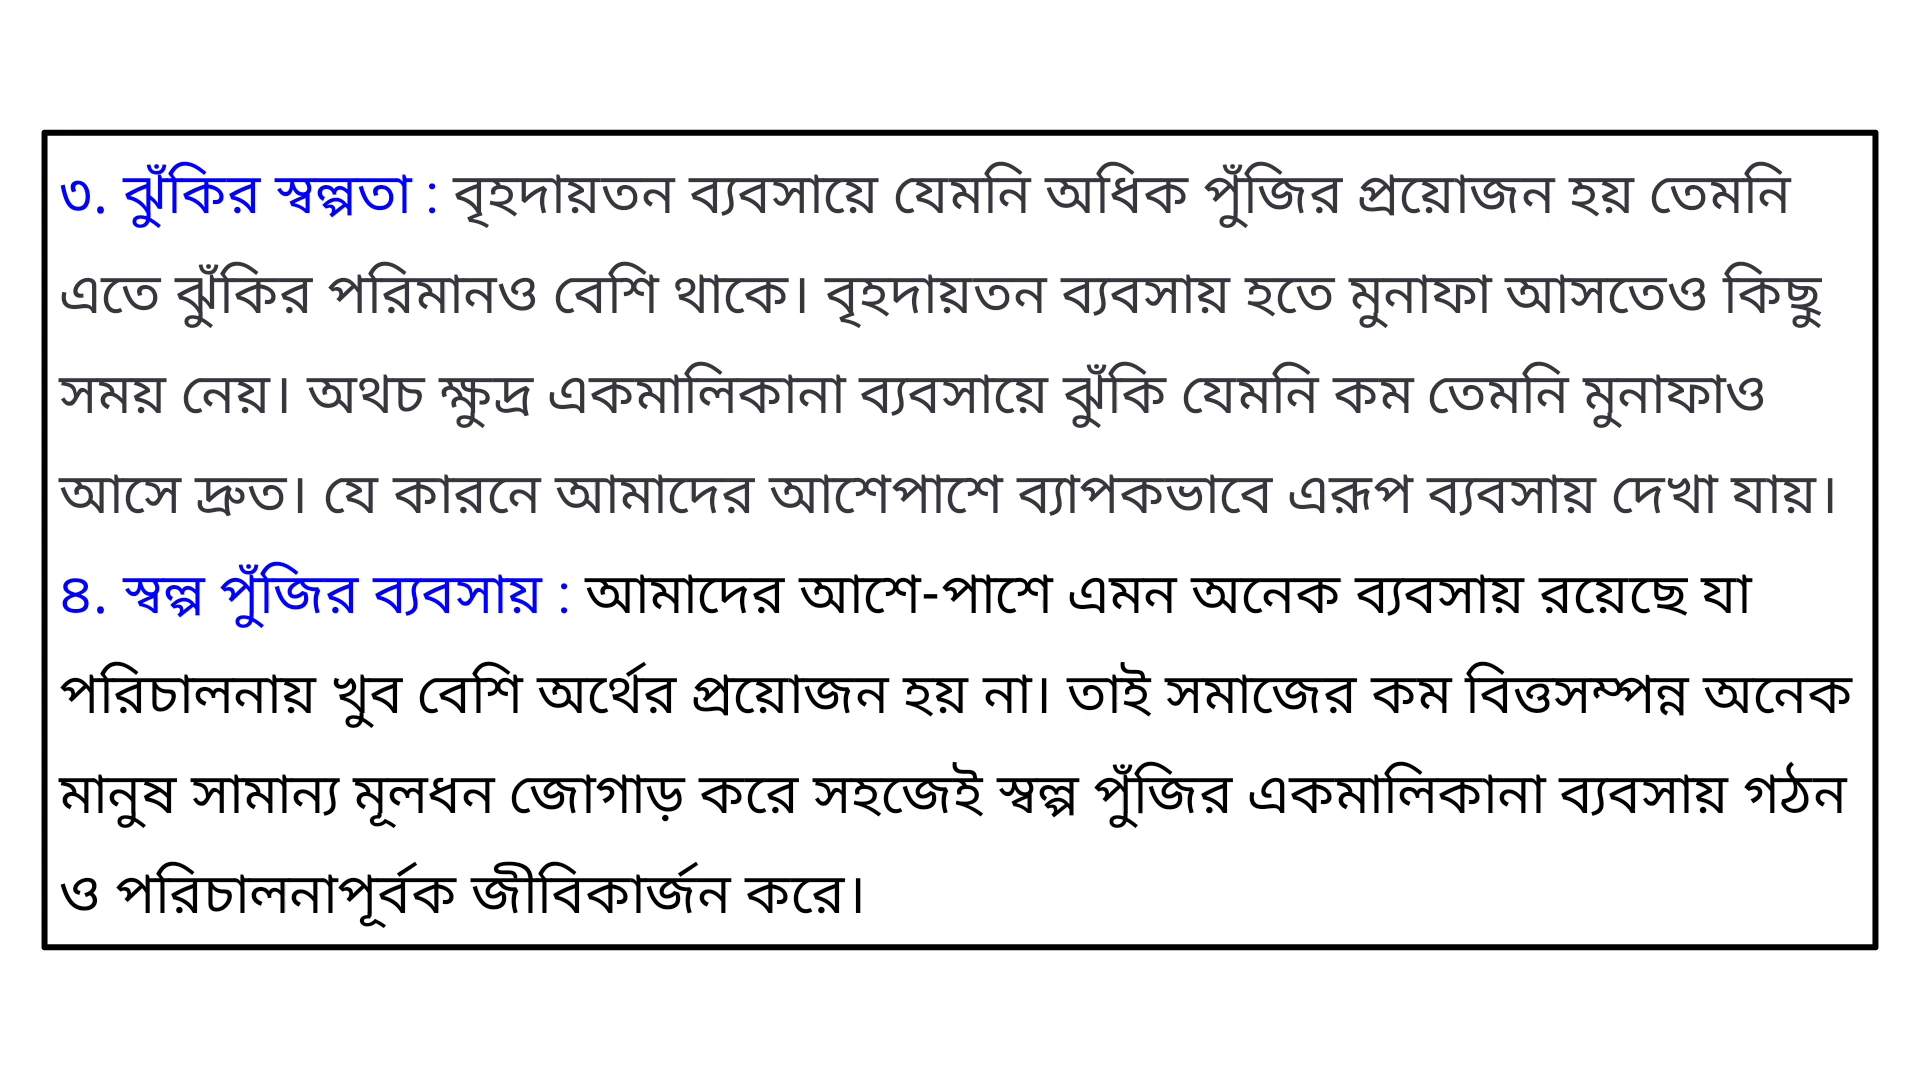 ৩. ঝুঁকির স্বল্পতা : বৃহদায়তন ব্যবসায়ে যেমনি অধিক পুঁজির প্রয়োজন হয় তেমনি
এতে ঝুঁকির পরিমানও বেশি থাকে। বৃহদায়তন ব্যবসায় হতে মুনাফা আসতেও কিছু
সময় নেয়। অথচ ক্ষুদ্র একমালিকানা ব্যবসায়ে ঝুঁকি যেমনি কম তেমনি মুনাফাও
আসে দ্রুত। যে কারনে আমাদের আশেপাশে ব্যাপকভাবে এরূপ ব্যবসায় দেখা যায়।
৪. স্বল্প পুঁজির ব্যবসায় : আমাদের আশে-পাশে এমন অনেক ব্যবসায় রয়েছে যা
পরিচালনায় খুব বেশি অর্থের প্রয়োজন হয় না। তাই সমাজের কম বিত্তসম্পন্ন অনেক
মানুষ সামান্য মূলধন জোগাড় করে সহজেই স্বল্প পুঁজির একমালিকানা ব্যবসায় গঠন
ও পরিচালনাপূর্বক জীবিকার্জন করে।